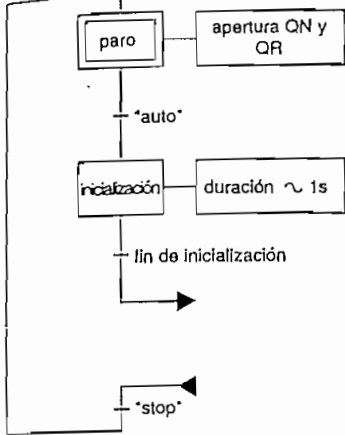 paro
apertura QN y
QR
"auto"
inicialización
duración ∿ 1s
fin de inicialización
"stop"